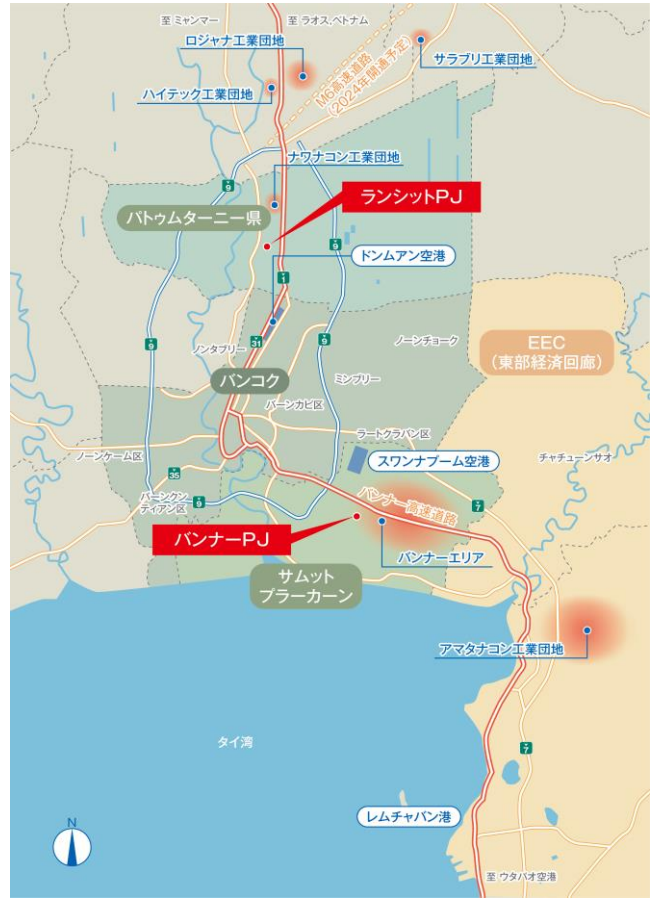 至 ミャンマー
至 ラオス、ベトナム
ロジャナ工業団地
M6高速道路
(2024年開通予定)
サラブリ工業団地
ハイテック工業団地
ナワナコン工業団地
9
パトゥムターニー県
ランシットPJ
9
ドンムアン空港
1
31
9
9
ノンタブリー
ノーンチョーク
EEC
(東部経済回廊)
バンコク
ミンブリー
バーンカピ区
ラートクラバン区
ノーンケーム区
スワンナプーム空港
チャチューンサオ
35
バーンクン
ティアン区
9
バンナー高速道路
7
バンナーPJ
バンナーエリア
サムット
プラーカーン
アマタナコン工業団地
タイ湾
7
レムチャバン港
N
至 ウタパオ空港